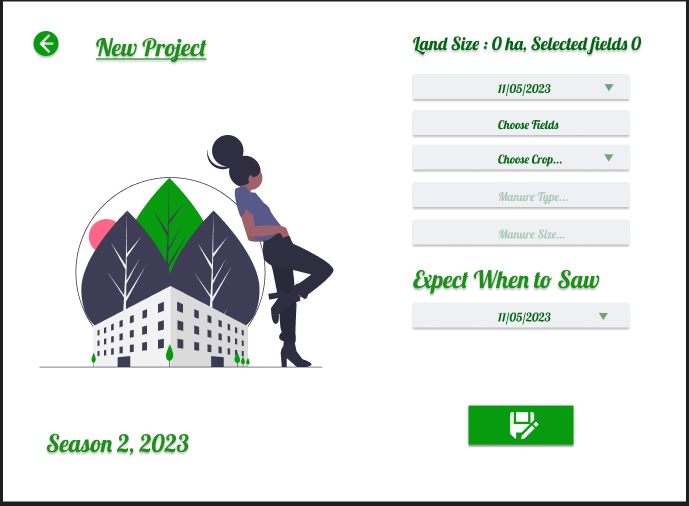 New Project
Land Size : 0 ha, Selected fields 0
11/05/2023
Choose Fields
Choose Crop...
Manure Type...
Manure Size...
Expect When to Saw
11/05/2023
Season 2, 2023